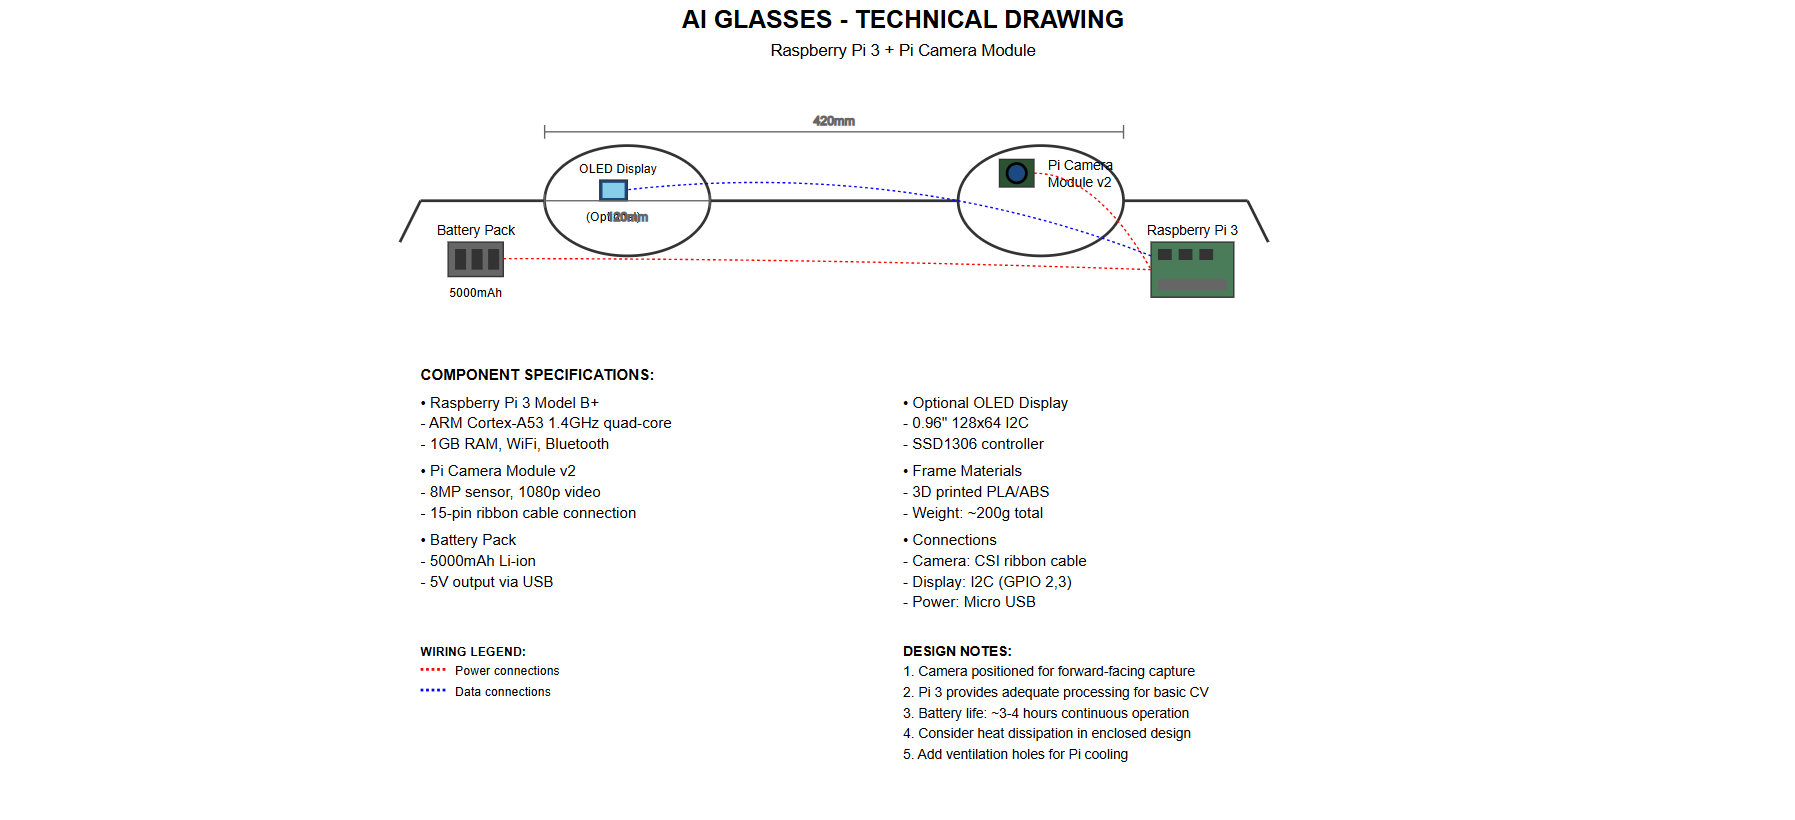 AI GLASSES - TECHNICAL DRAWING
Raspberry Pi 3 + Pi Camera Module
420mm
OLED Display
(Optional)
120mm
Pi Camera
Module v2
Battery Pack
5000mAh
Raspberry Pi 3
COMPONENT SPECIFICATIONS:
• Raspberry Pi 3 Model B+
- ARM Cortex-A53 1.4GHz quad-core
- 1GB RAM, WiFi, Bluetooth
• Pi Camera Module v2
- 8MP sensor, 1080p video
- 15-pin ribbon cable connection
• Battery Pack
- 5000mAh Li-ion
- 5V output via USB
• Optional OLED Display
- 0.96" 128x64 I2C
- SSD1306 controller
• Frame Materials
- 3D printed PLA/ABS
- Weight: ~200g total
• Connections
- Camera: CSI ribbon cable
- Display: I2C (GPIO 2,3)
- Power: Micro USB
WIRING LEGEND:
Power connections
Data connections
DESIGN NOTES:
1. Camera positioned for forward-facing capture
2. Pi 3 provides adequate processing for basic CV
3. Battery life: ~3-4 hours continuous operation
4. Consider heat dissipation in enclosed design
5. Add ventilation holes for Pi cooling